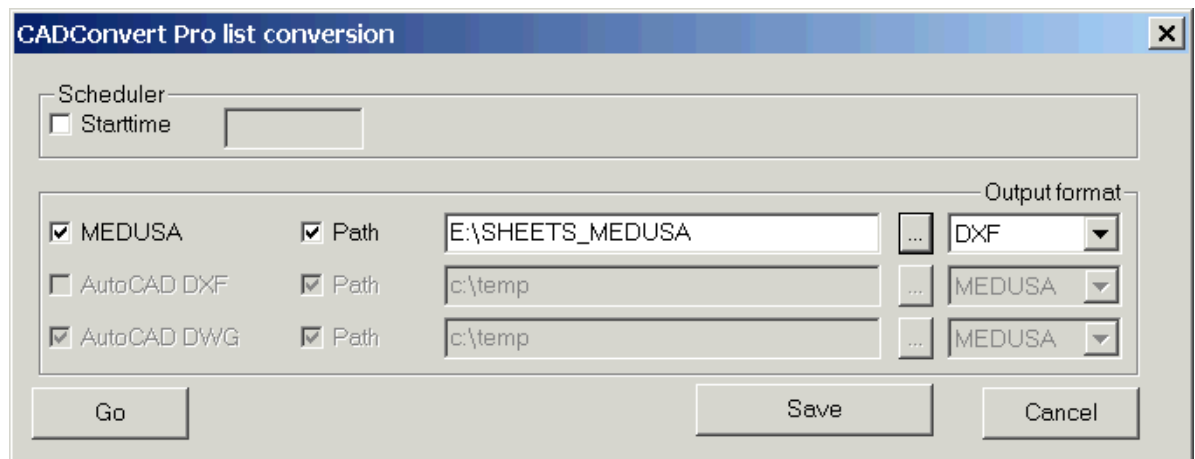 CADConvert Pro list conversion
Scheduler
Starttime
Output format
MEDUSA Path E:\SHEETS_MEDUSA ... DXF
AutoCAD DXF Path c:\temp ... MEDUSA
AutoCAD DWG Path c:\temp ... MEDUSA
Go Save Cancel